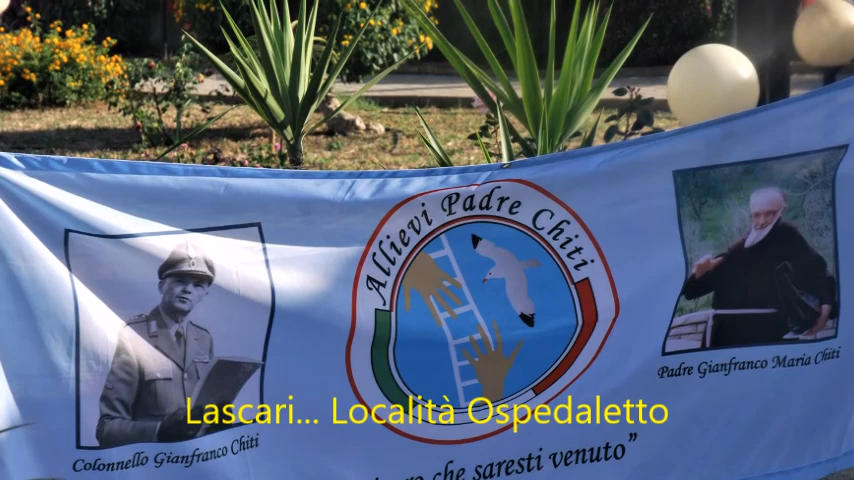 Allievi Padre Chiti
Colonnello Gianfranco Chiti
Padre Gianfranco Maria Chiti
Lascari... Località Ospedaletto
che saresti venuto”